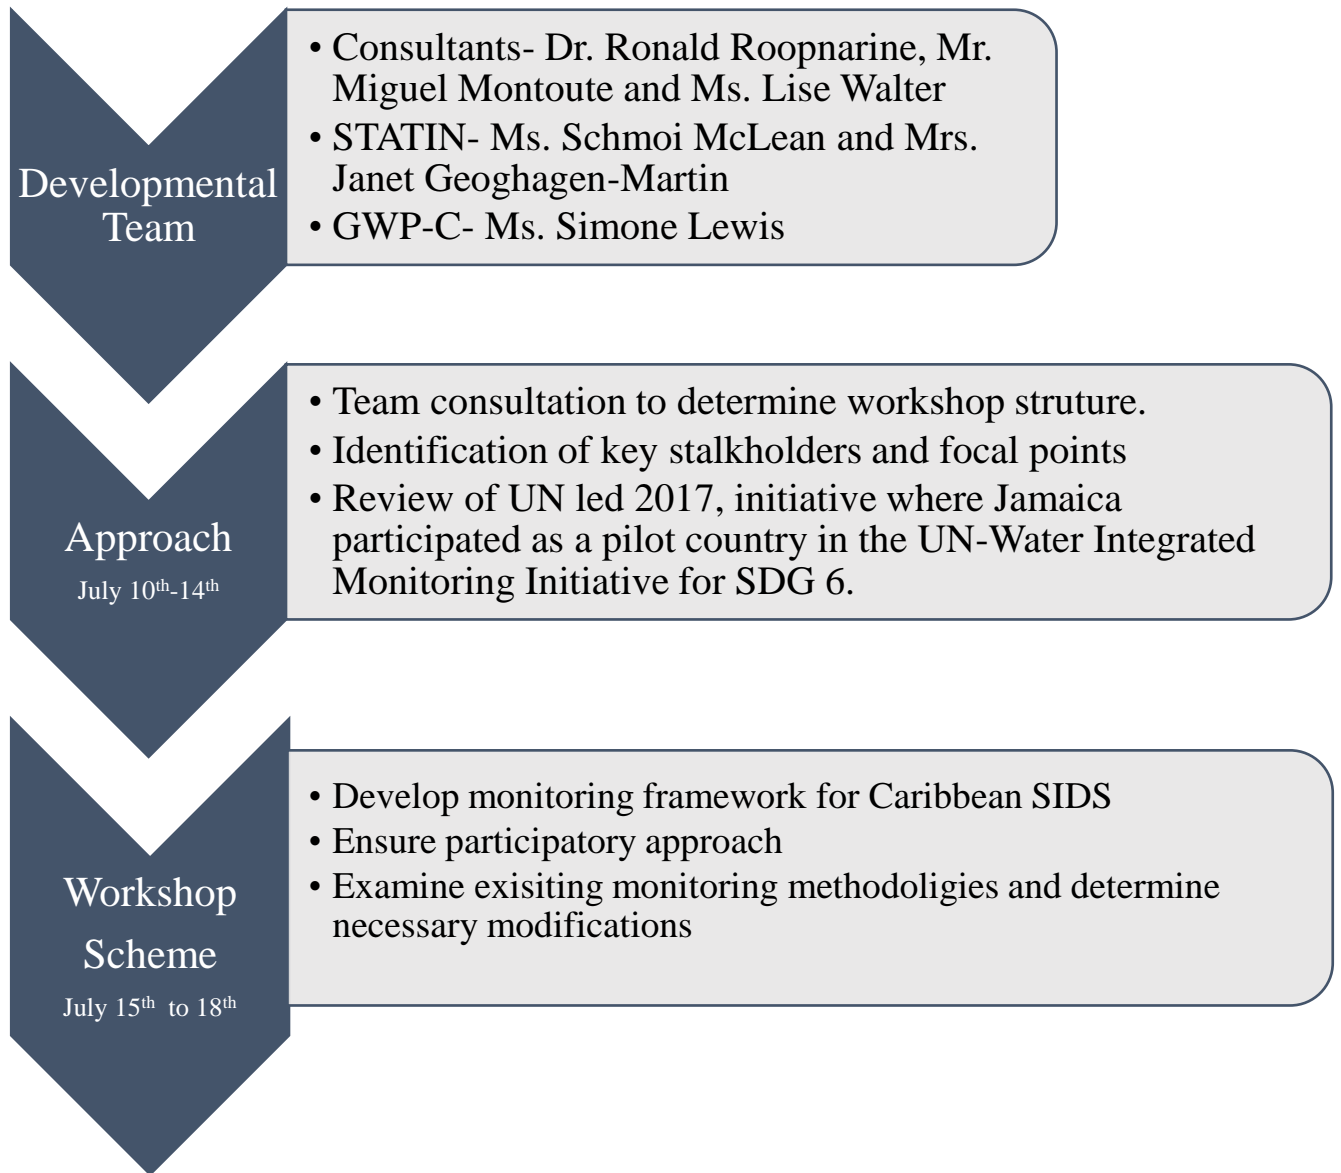 Developmental
Team
• Consultants- Dr. Ronald Roopnarine, Mr.
Miguel Montoute and Ms. Lise Walter
• STATIN- Ms. Schmoi McLean and Mrs.
Janet Geoghagen-Martin
• GWP-C- Ms. Simone Lewis
Approach
July 10th-14th
• Team consultation to determine workshop struture.
• Identification of key stalkholders and focal points
• Review of UN led 2017, initiative where Jamaica
participated as a pilot country in the UN-Water Integrated
Monitoring Initiative for SDG 6.
Workshop
Scheme
July 15th to 18th
• Develop monitoring framework for Caribbean SIDS
• Ensure participatory approach
• Examine exisiting monitoring methodoligies and determine
necessary modifications